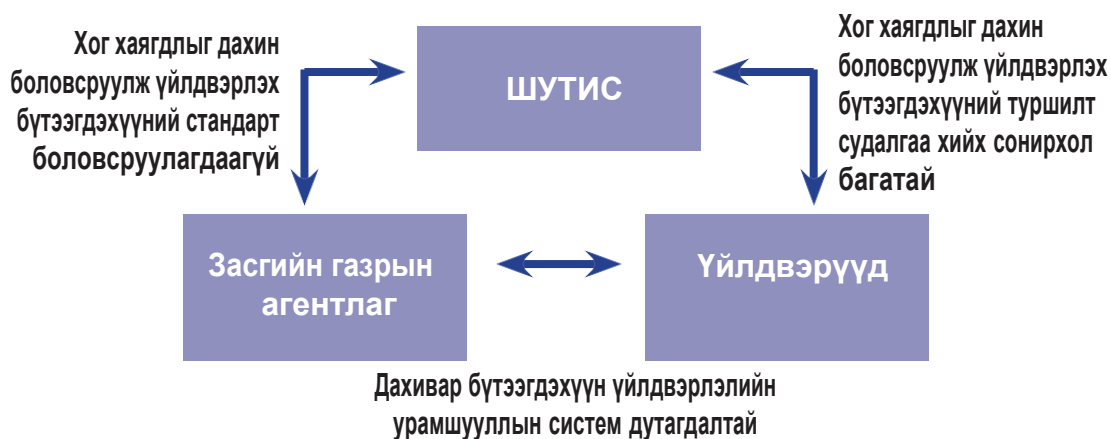 Хог хаягдлыг дахин
боловсруулж үйлдвэрлэх
бүтээгдэхүүний стандарт
боловсруулагдаагүй
ШУТИС
Хог хаягдлыг дахин
боловсруулж үйлдвэрлэх
бүтээгдэхүүний туршилт
судалгаа хийх сонирхол
багатай
Засгийн газрын
агентлаг
Үйлдвэрүүд
Дахивар бүтээгдэхүүн үйлдвэрлэлийн
урамшууллын систем дутагдалтай